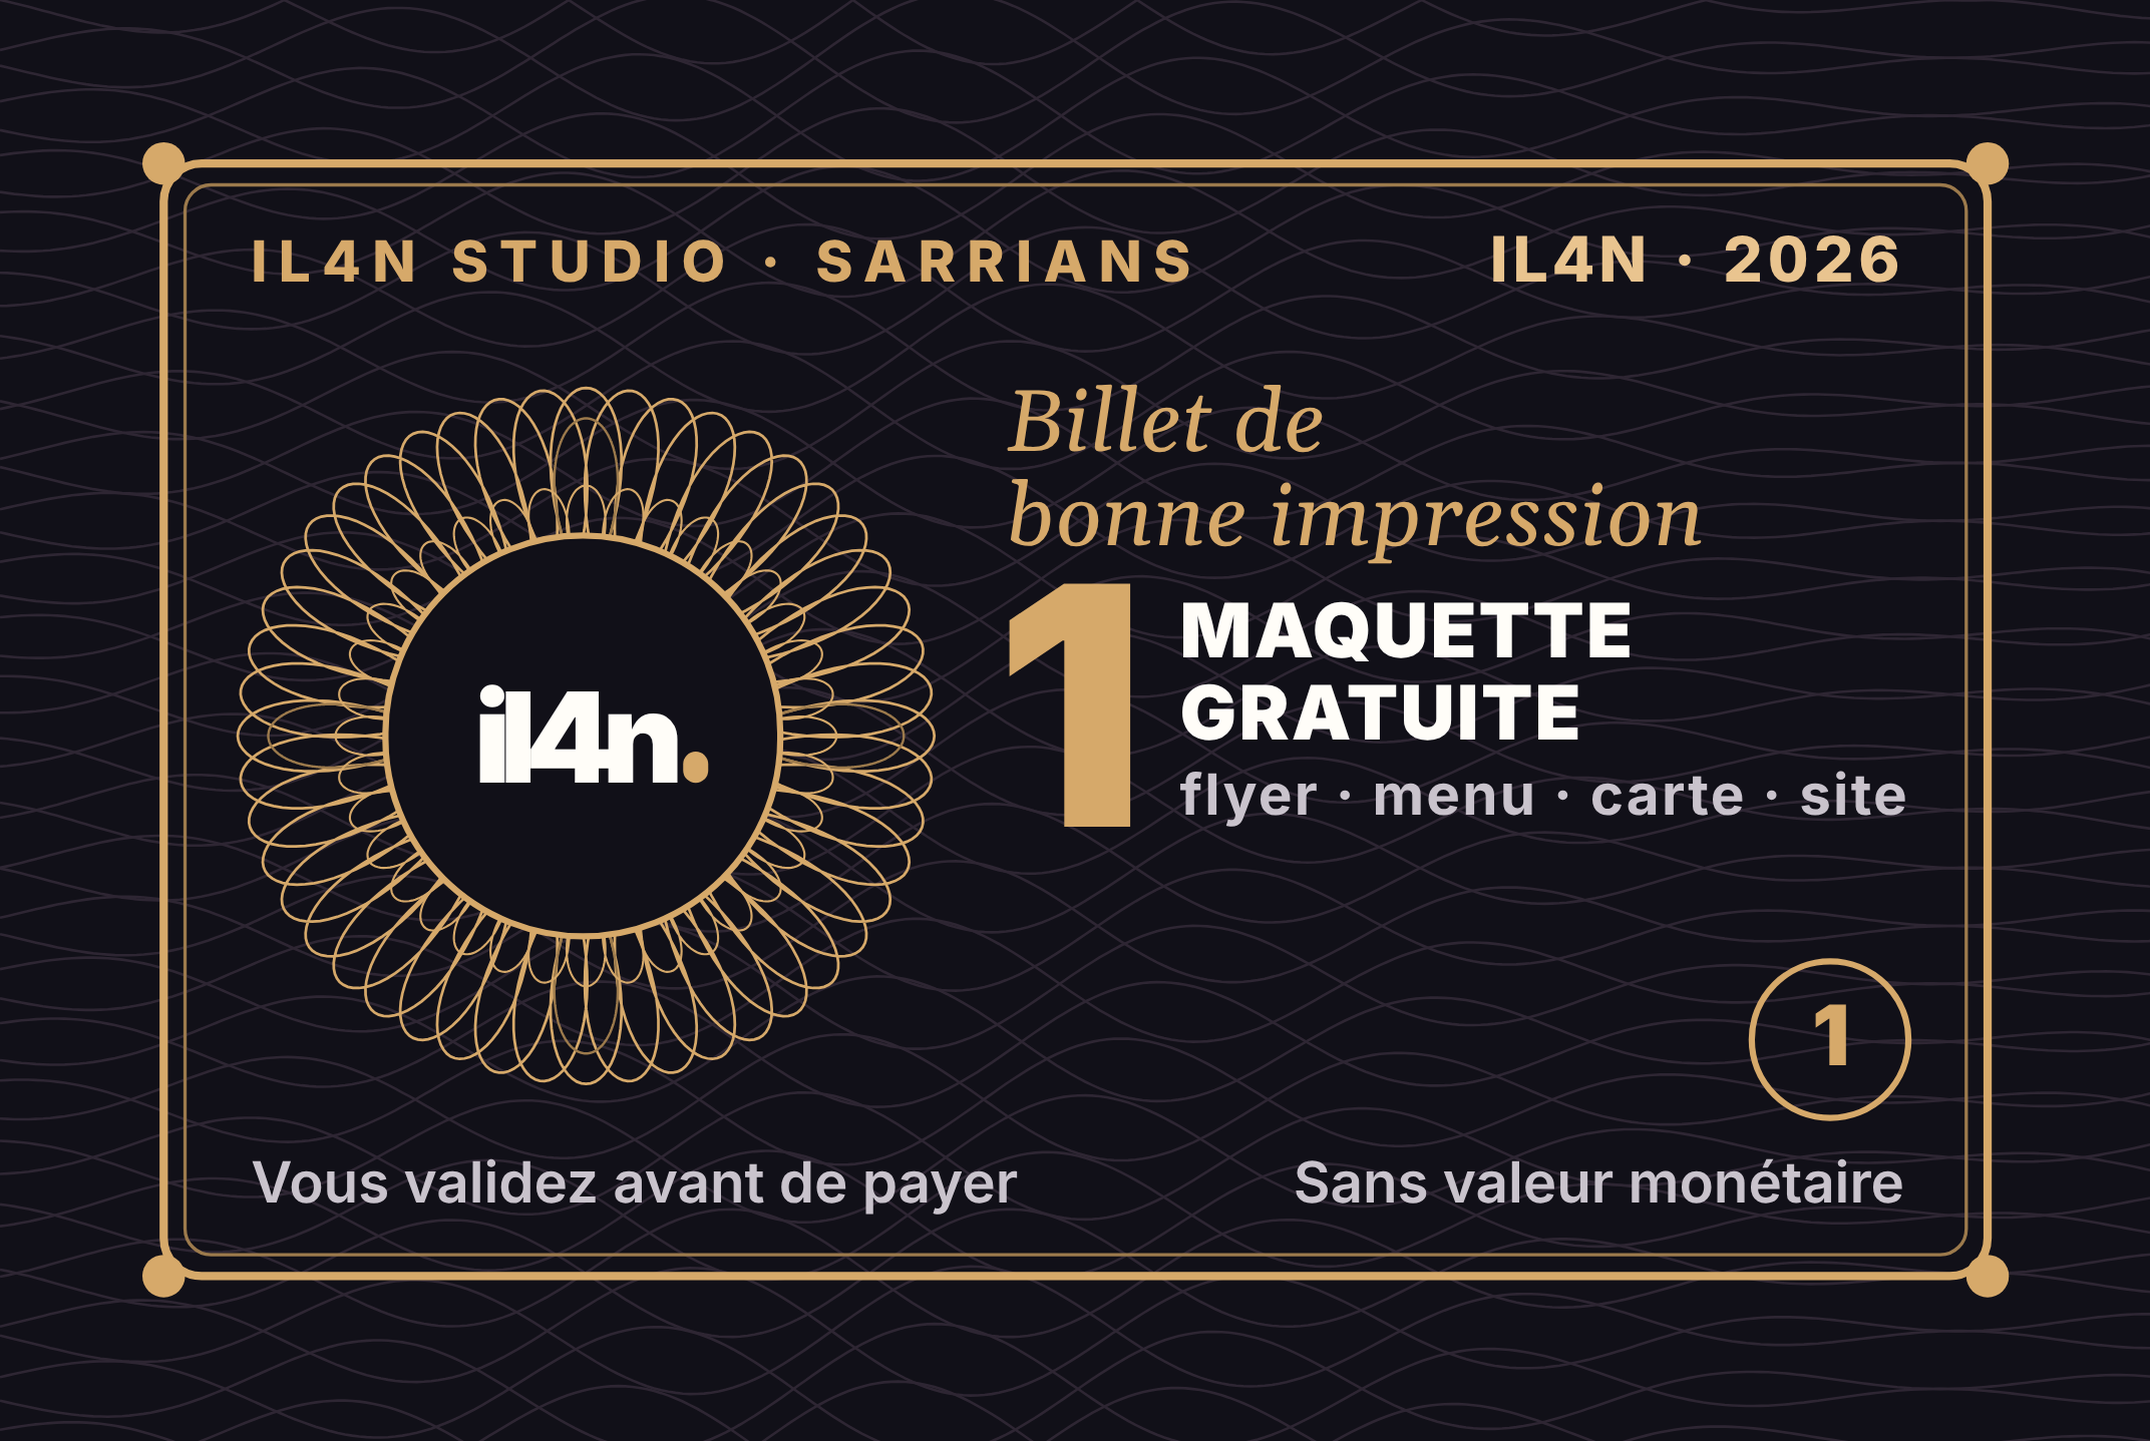 IL4N STUDIO · SARRIANS
IL4N · 2026
Billet de
bonne impression
1
MAQUETTE
GRATUITE
flyer · menu · carte · site
il4n.
1
Vous validez avant de payer
Sans valeur monétaire